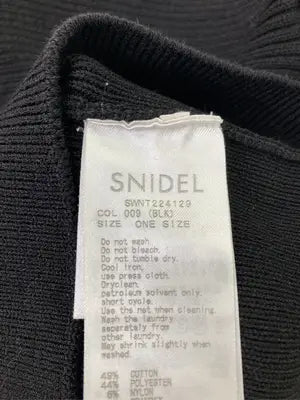 SNIDEL
SWNT224129
COL 009 (BLK)
SIZE ONE SIZE
Do not wash.
Do not bleach.
Do not tumble dry.
Cool iron,
use press cloth.
Dryclean,
petroleum solvent only,
short cycle.
Use the net when cleaning.
Wash the laundry
separately from
other laundry.
May shrink slightly when
washed.
49% COTTON
44% POLYESTER
6% NYLON